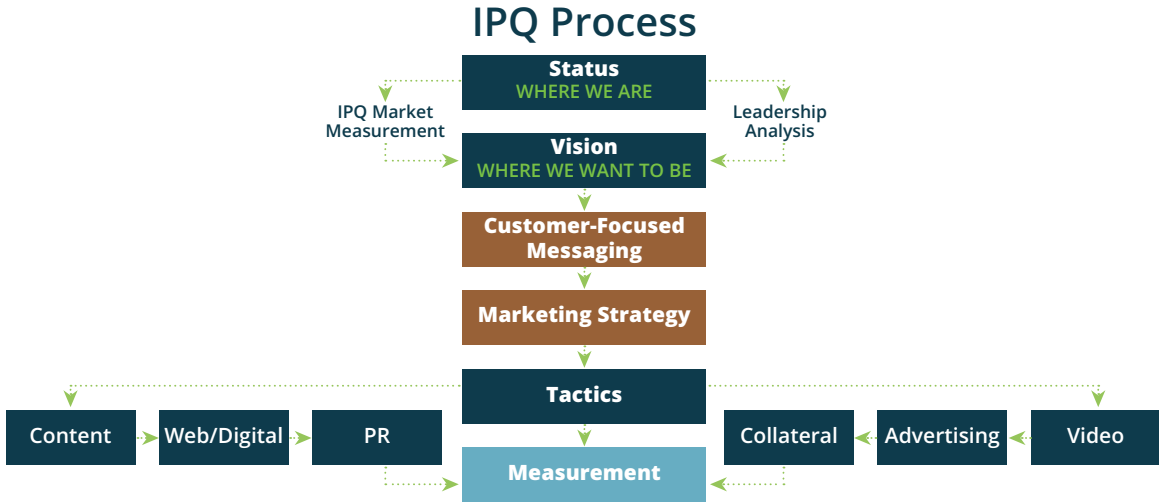 IPQ Process
Status
WHERE WE ARE
IPQ Market
Measurement
Leadership
Analysis
Vision
WHERE WE WANT TO BE
Customer-Focused
Messaging
Marketing Strategy
Tactics
Content
Web/Digital
PR
Collateral
Advertising
Video
Measurement